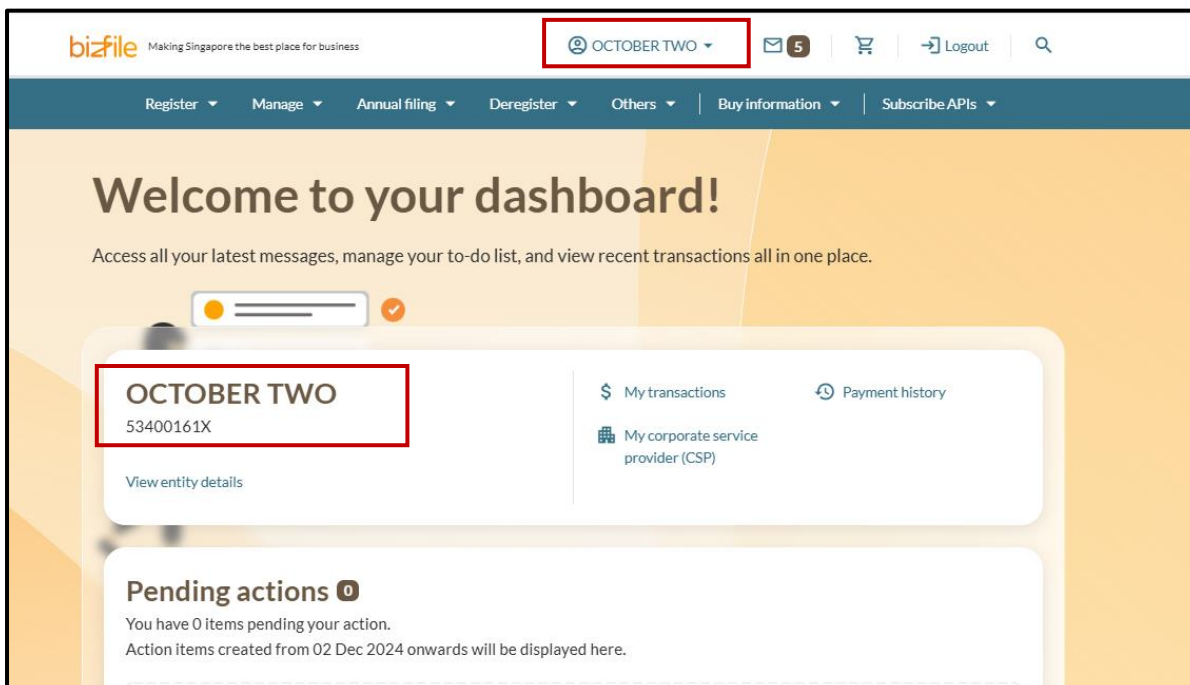 bizfile Making Singapore the best place for business OCTOBER TWO 5 Logout
Register Manage Annual filing Deregister Others Buy information Subscribe APIs
Welcome to your dashboard!
Access all your latest messages, manage your to-do list, and view recent transactions all in one place.
OCTOBER TWO
53400161X
View entity details
My transactions
Payment history
My corporate service
provider (CSP)
Pending actions 0
You have 0 items pending your action.
Action items created from 02 Dec 2024 onwards will be displayed here.